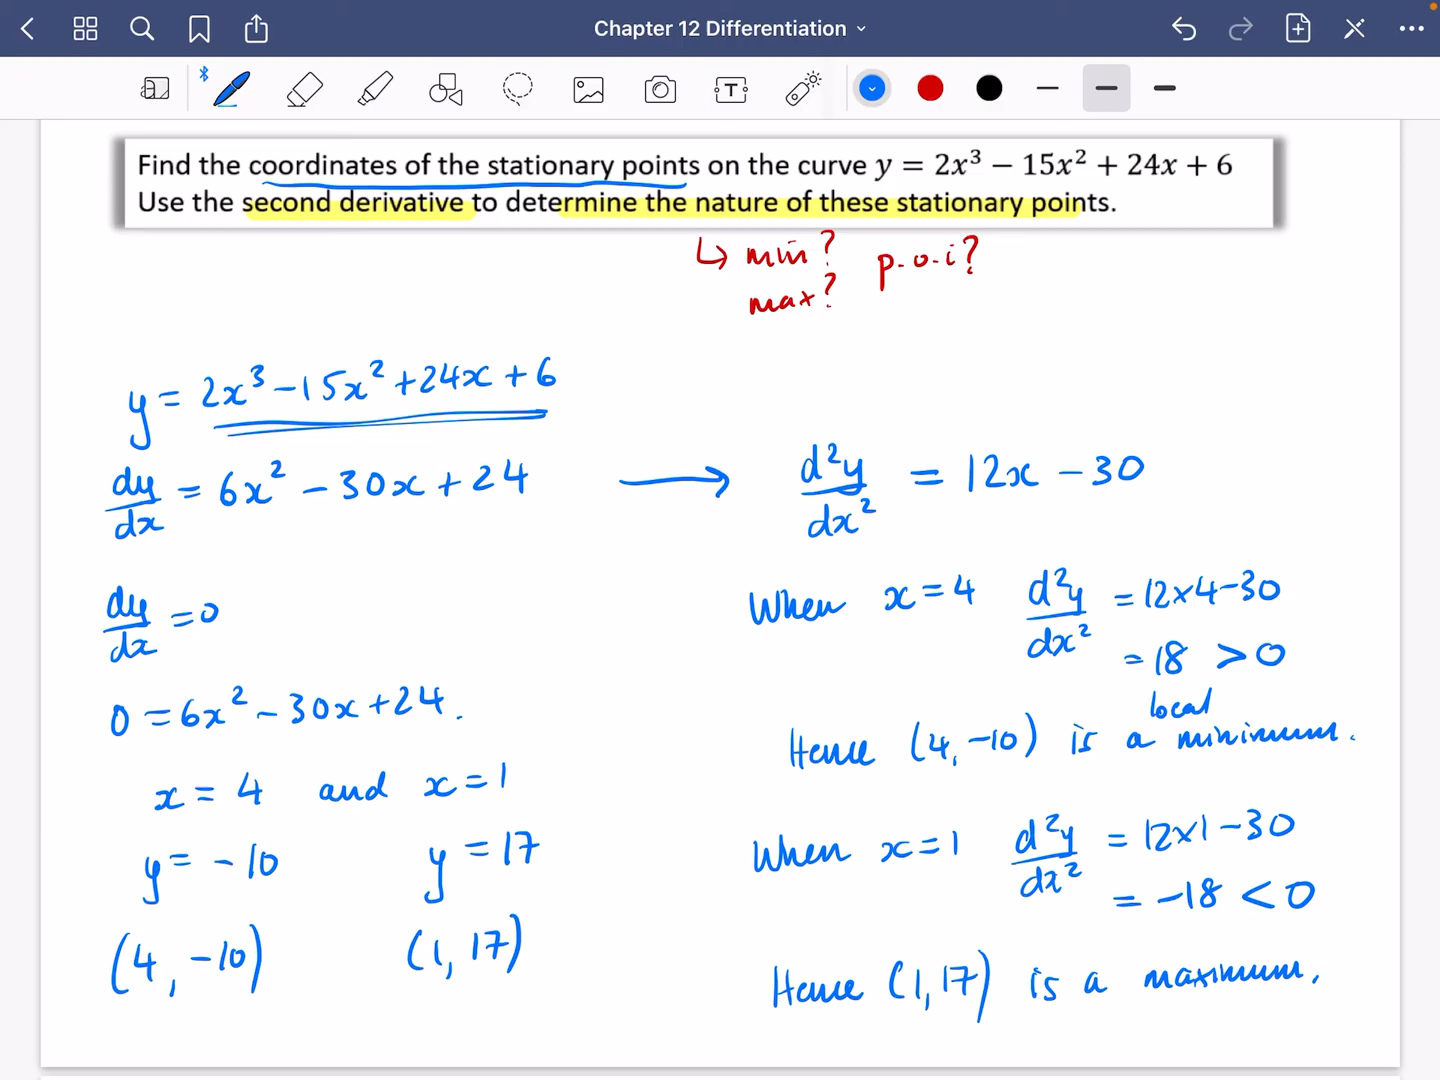 Chapter 12 Differentiation
T
Find the coordinates of the stationary points on the curve y = 2x³ − 15x² + 24x + 6
Use the second derivative to determine the nature of these stationary points.
↳ min? p.o.i?
max?
y = 2x³ − 15x² + 24x + 6
dy/dx = 6x² − 30x + 24 → d²y/dx² = 12x − 30
dy/dx = 0
0 = 6x² − 30x + 24.
x = 4 and x = 1
y = −10 y = 17
(4, −10) (1, 17)
When x = 4 d²y/dx² = 12×4−30
= 18 > 0
local
Hence (4, −10) is a minimum.
When x = 1 d²y/dx² = 12×1−30
= −18 < 0
Hence (1, 17) is a maximum.